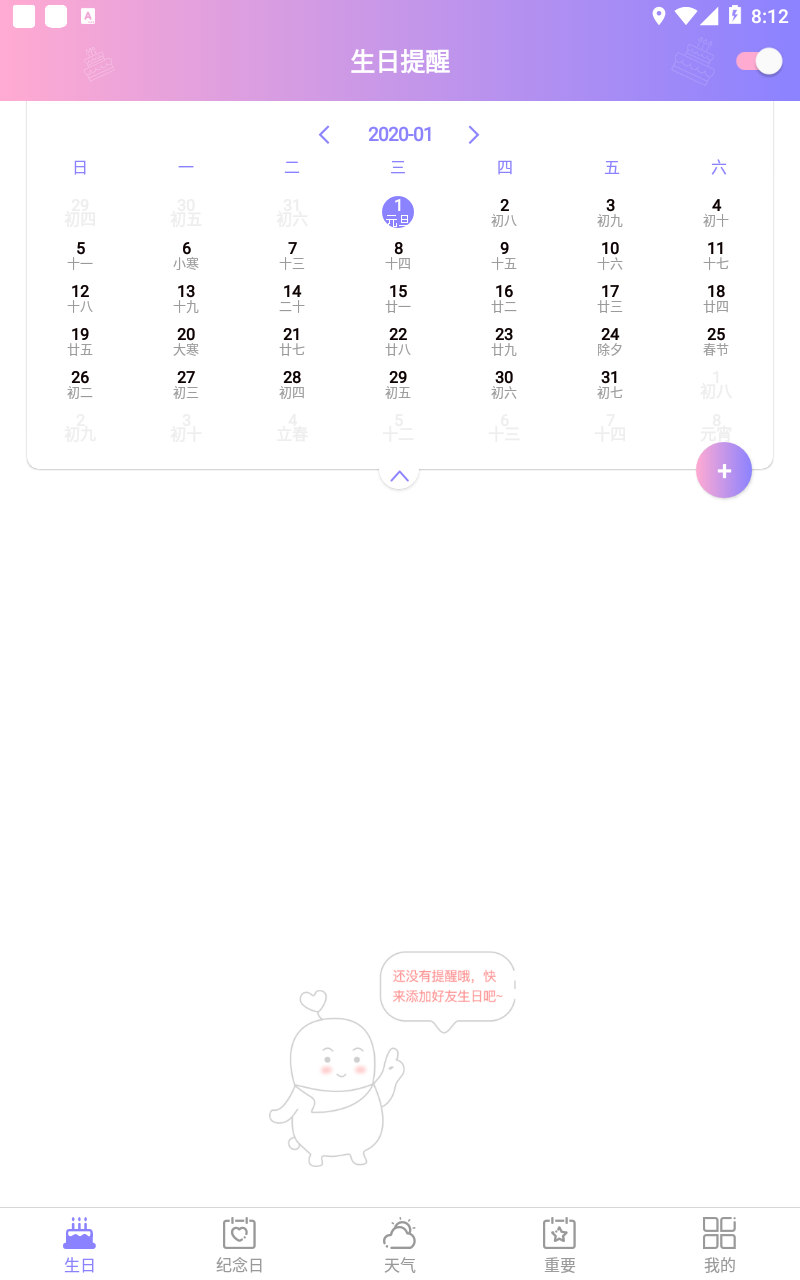 8:12
生日提醒
2020-01
日 一 二 三 四 五 六
29 30 31 1 2 3 4
初四 初五 初六 元旦 初八 初九 初十
5 6 7 8 9 10 11
十一 小寒 十三 十四 十五 十六 十七
12 13 14 15 16 17 18
十八 十九 二十 廿一 廿二 廿三 廿四
19 20 21 22 23 24 25
廿五 大寒 廿七 廿八 廿九 除夕 春节
26 27 28 29 30 31 1
初二 初三 初四 初五 初六 初七 初八
2 3 4 5 6 7 8
初九 初十 立春 十二 十三 十四 元宵
+
还没有提醒哦，快
来添加好友生日吧~
生日 纪念日 天气 重要 我的